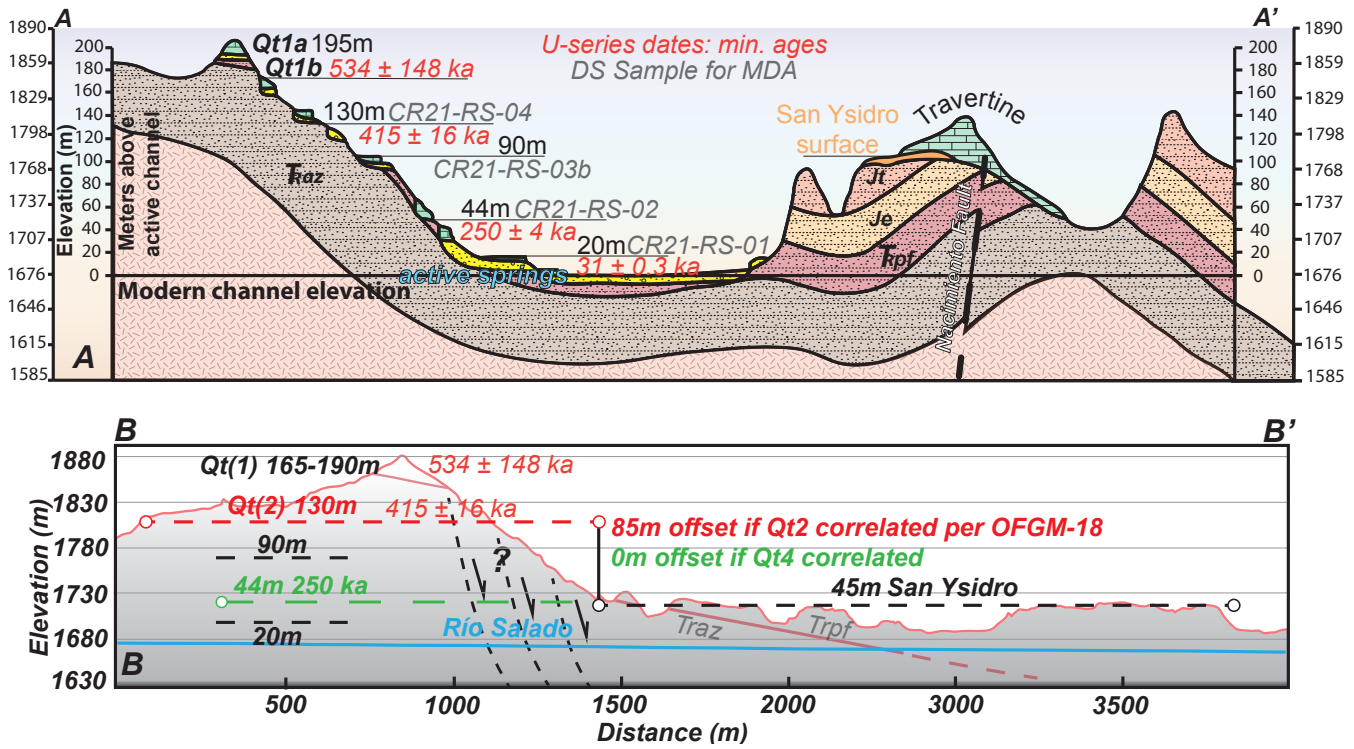 A
A'
1890
1859
1829
1798
1768
1737
1707
1676
1646
1615
1585
Elevation (m)
200
180
160
140
120
100
80
60
40
20
0
Meters above
active channel
Qt1a 195m
Qt1b 534 ± 148 ka
130m CR21-RS-04
415 ± 16 ka
90m
CR21-RS-03b
44m CR21-RS-02
250 ± 4 ka
20m CR21-RS-01
31 ± 0.3 ka
active springs
Modern channel elevation
U-series dates: min. ages
DS Sample for MDA
San Ysidro
surface
Travertine
Nacimiento Fault
Ꞧaz
Jt
Je
Ꞧpf
A
200
180
160
140
120
100
80
60
40
20
0
1890
1859
1829
1798
1768
1737
1707
1676
1646
1615
1585
B
B'
Elevation (m)
1880
1830
1780
1730
1680
1630
Qt(1) 165-190m 534 ± 148 ka
Qt(2) 130m 415 ± 16 ka
90m
44m 250 ka
20m
?
85m offset if Qt2 correlated per OFGM-18
0m offset if Qt4 correlated
45m San Ysidro
Río Salado
Traz
Trpf
B
500
1000
1500
2000
2500
3000
3500
Distance (m)